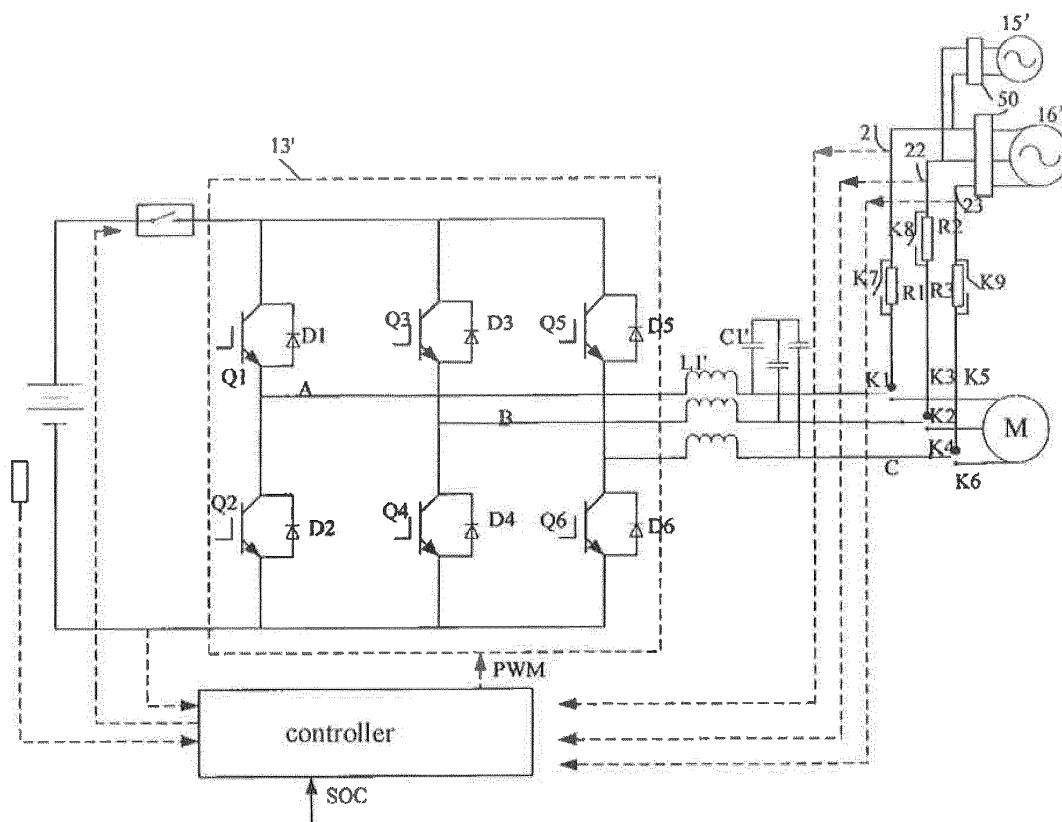 15'
50
16'
13'
2
22
23
K8
R2
K7
R1
R3
K9
Q1
D1
Q3
D3
Q5
D5
A
B
C
L1'
C1'
K1
K3
K5
K2
K4
K6
M
Q2
D2
Q4
D4
Q6
D6
PWM
controller
SOC